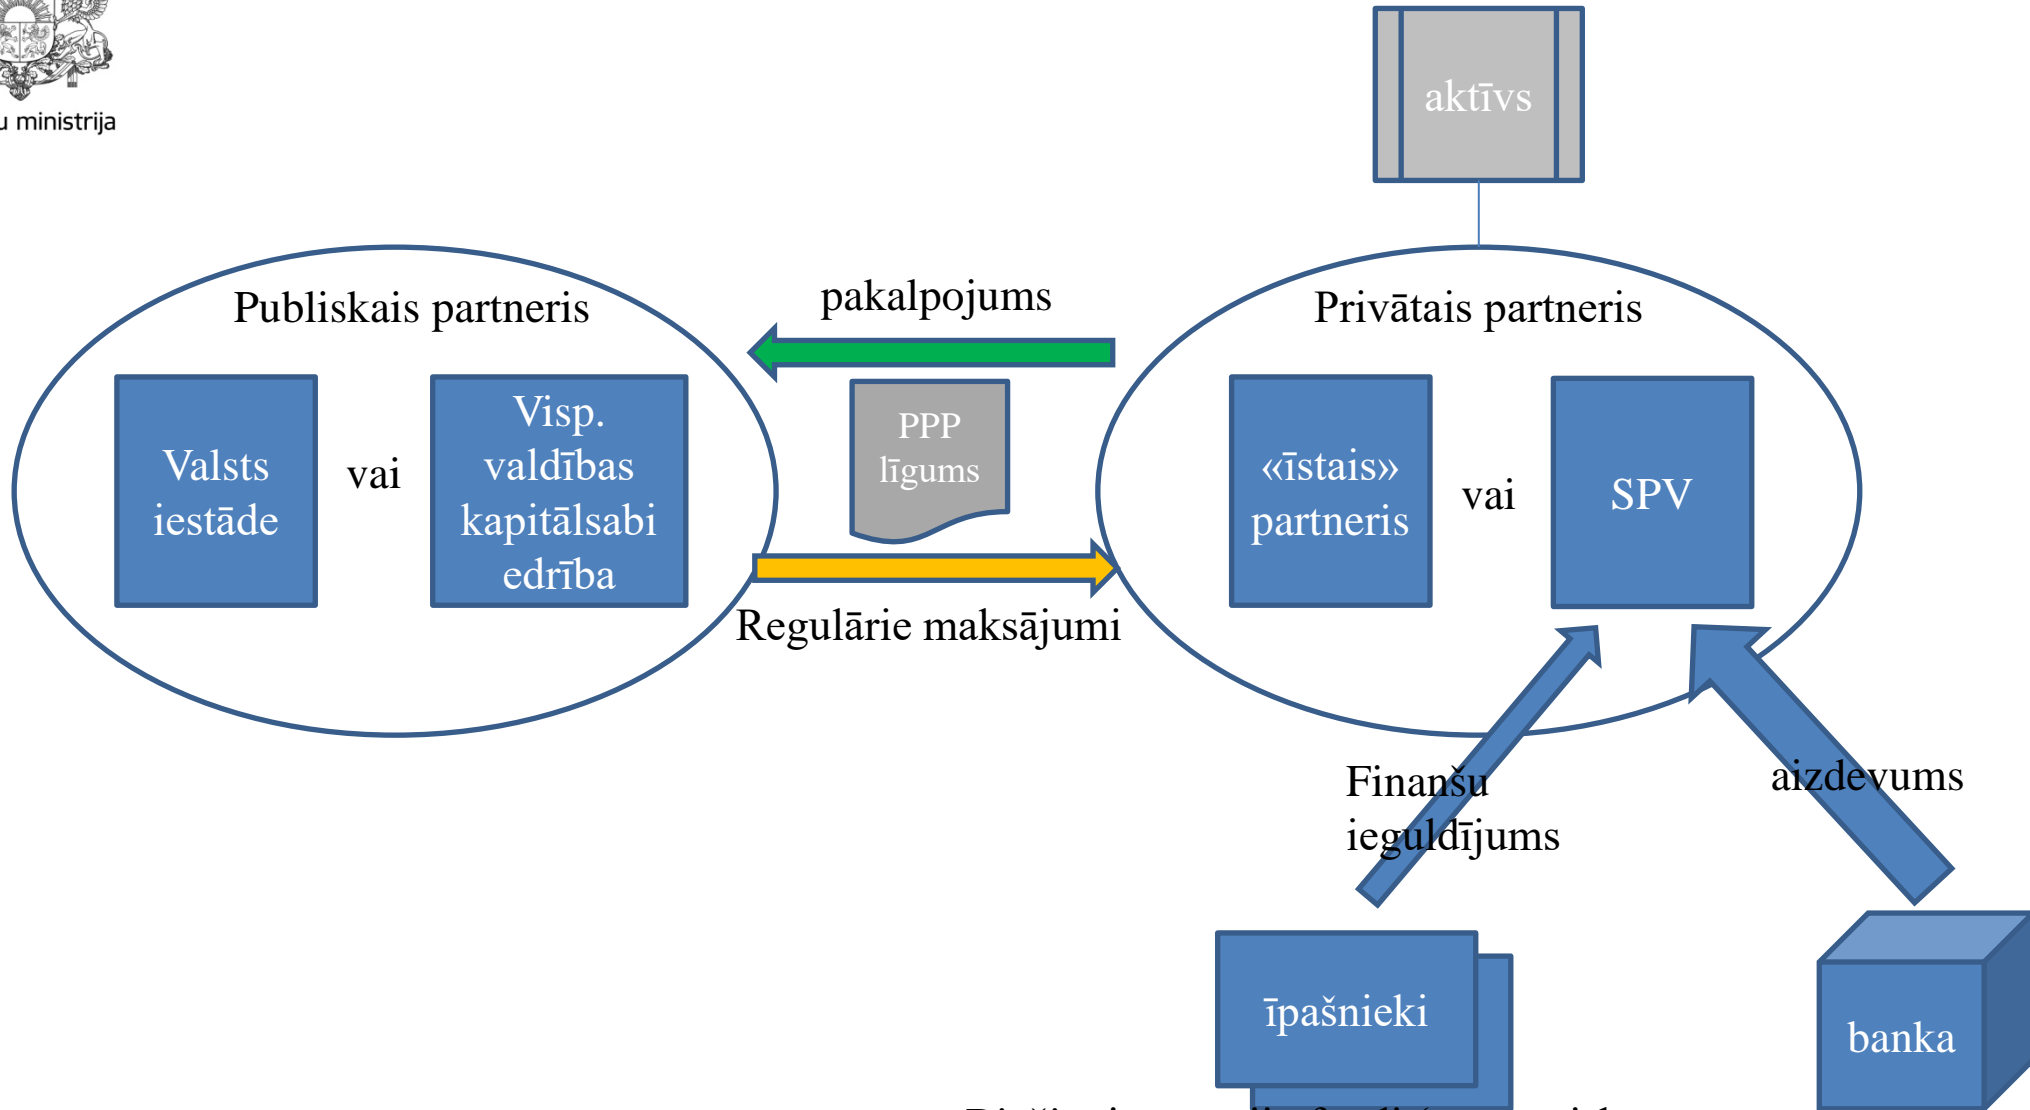 u ministrija
aktīvs
Publiskais partneris
pakalpojums
Privātais partneris
Valsts
iestāde
vai
Visp.
valdības
kapitālsabi
edrība
PPP
līgums
«īstais»
partneris
vai
SPV
Regulārie maksājumi
Finanšu
ieguldījums
aizdevums
īpašnieki
banka